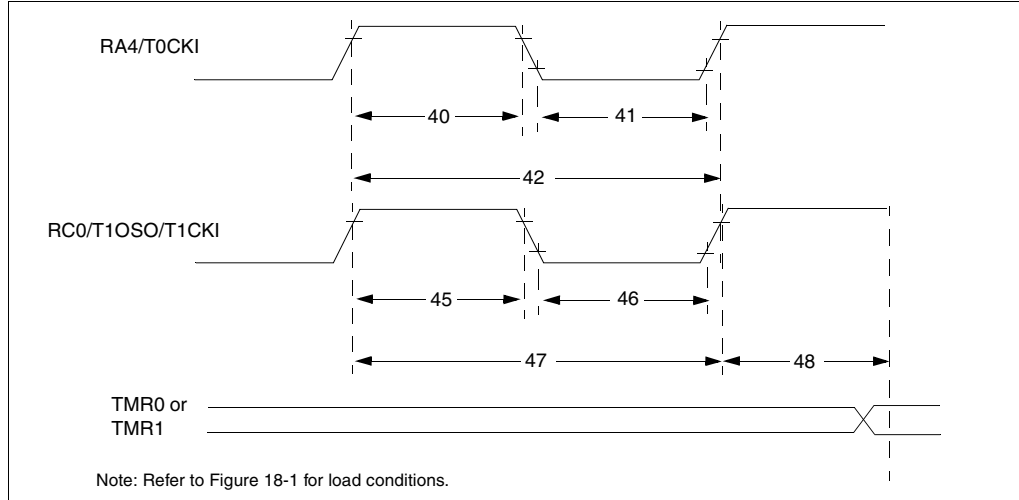 RA4/T0CKI
40
41
42
RC0/T1OSO/T1CKI
45
46
47
48
TMR0 or
TMR1
Note: Refer to Figure 18-1 for load conditions.